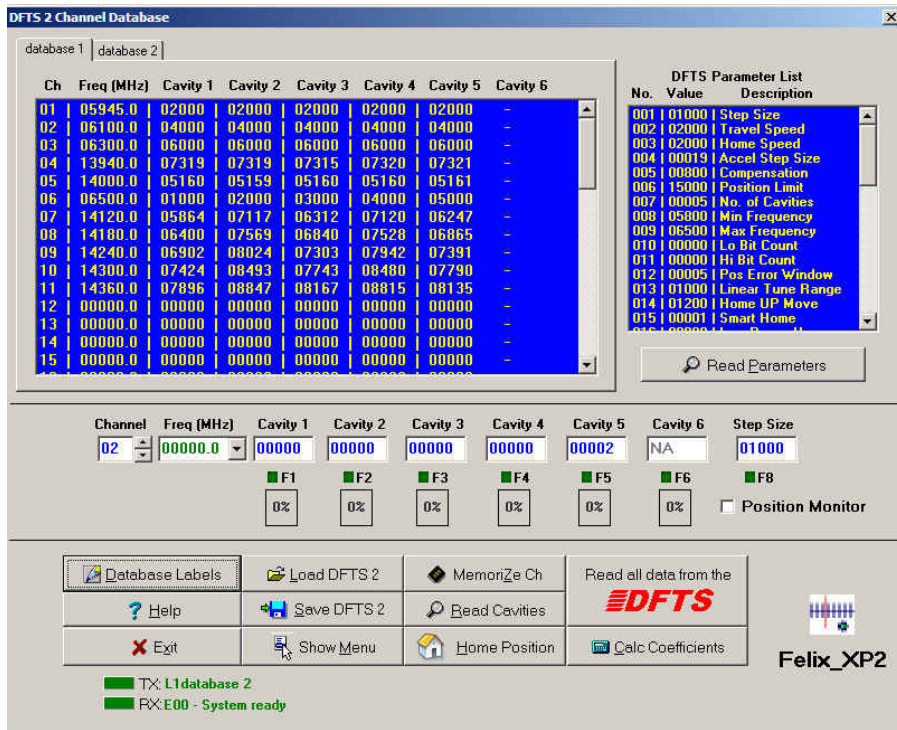 DFTS 2 Channel Database
database 1 database 2
Ch Freq (MHz) Cavity 1 Cavity 2 Cavity 3 Cavity 4 Cavity 5 Cavity 6
01 | 05945.0 | 02000 | 02000 | 02000 | 02000 | 02000 -
02 | 06100.0 | 04000 | 04000 | 04000 | 04000 | 04000 -
03 | 06300.0 | 06000 | 06000 | 06000 | 06000 | 06000 -
04 | 13940.0 | 07319 | 07319 | 07315 | 07320 | 07321 -
05 | 14000.0 | 05160 | 05159 | 05160 | 05160 | 05161 -
06 | 06500.0 | 01000 | 02000 | 03000 | 04000 | 05000 -
07 | 14120.0 | 05864 | 07117 | 06312 | 07120 | 06247 -
08 | 14180.0 | 06400 | 07569 | 06840 | 07528 | 06865 -
09 | 14240.0 | 06902 | 08024 | 07303 | 07942 | 07391 -
10 | 14300.0 | 07424 | 08493 | 07743 | 08480 | 07790 -
11 | 14360.0 | 07896 | 08847 | 08167 | 08815 | 08135 -
12 | 00000.0 | 00000 | 00000 | 00000 | 00000 | 00000 -
13 | 00000.0 | 00000 | 00000 | 00000 | 00000 | 00000 -
14 | 00000.0 | 00000 | 00000 | 00000 | 00000 | 00000 -
15 | 00000.0 | 00000 | 00000 | 00000 | 00000 | 00000 -
DFTS Parameter List
No. Value Description
001 | 01000 | Step Size
002 | 02000 | Travel Speed
003 | 02000 | Home Speed
004 | 00019 | Accel Step Size
005 | 00800 | Compensation
006 | 15000 | Position Limit
007 | 00005 | No. of Cavities
008 | 05800 | Min Frequency
009 | 06500 | Max Frequency
010 | 00000 | Lo Bit Count
011 | 00000 | Hi Bit Count
012 | 00005 | Pos Error Window
013 | 01000 | Linear Tune Range
014 | 01200 | Home UP Move
015 | 00001 | Smart Home
Read Parameters
Channel Freq (MHz) Cavity 1 Cavity 2 Cavity 3 Cavity 4 Cavity 5 Cavity 6 Step Size
02 00000.0 00000 00000 00000 00000 00002 NA 01000
F1 F2 F3 F4 F5 F6 F8
0% 0% 0% 0% 0% 0% Position Monitor
Database Labels Load DFTS 2 MemoriZe Ch Read all data from the
DFTS
Help Save DFTS 2 Read Cavities
Exit Show Menu Home Position Calc Coefficients
Felix_XP2
TX: L1database 2
RX: E00 - System ready